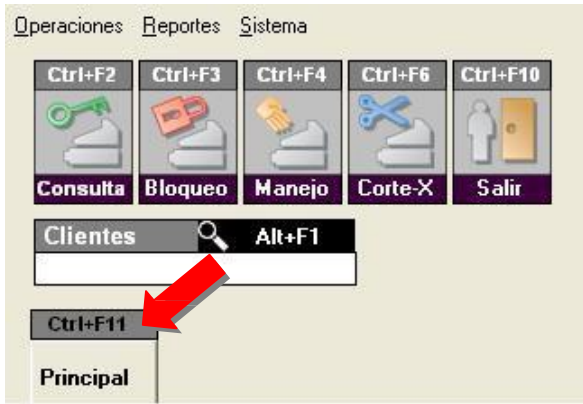 Operaciones Reportes Sistema
Ctrl+F2 Ctrl+F3 Ctrl+F4 Ctrl+F6 Ctrl+F10
Consulta Bloqueo Manejo Corte-X Salir
Clientes Alt+F1
Ctrl+F11
Principal